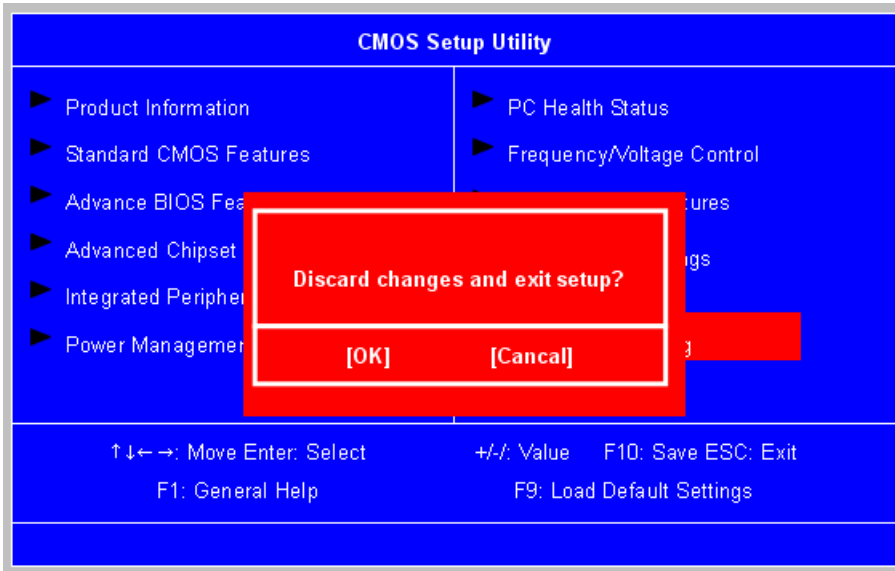 CMOS Setup Utility
Product Information
Standard CMOS Features
Advance BIOS Fea
Advanced Chipset
Integrated Peripher
Power Managemer
PC Health Status
Frequency/Voltage Control
tures
ngs
g
Discard changes and exit setup?
[OK] [Cancal]
↑↓←→: Move Enter: Select +/-/: Value F10: Save ESC: Exit
F1: General Help F9: Load Default Settings